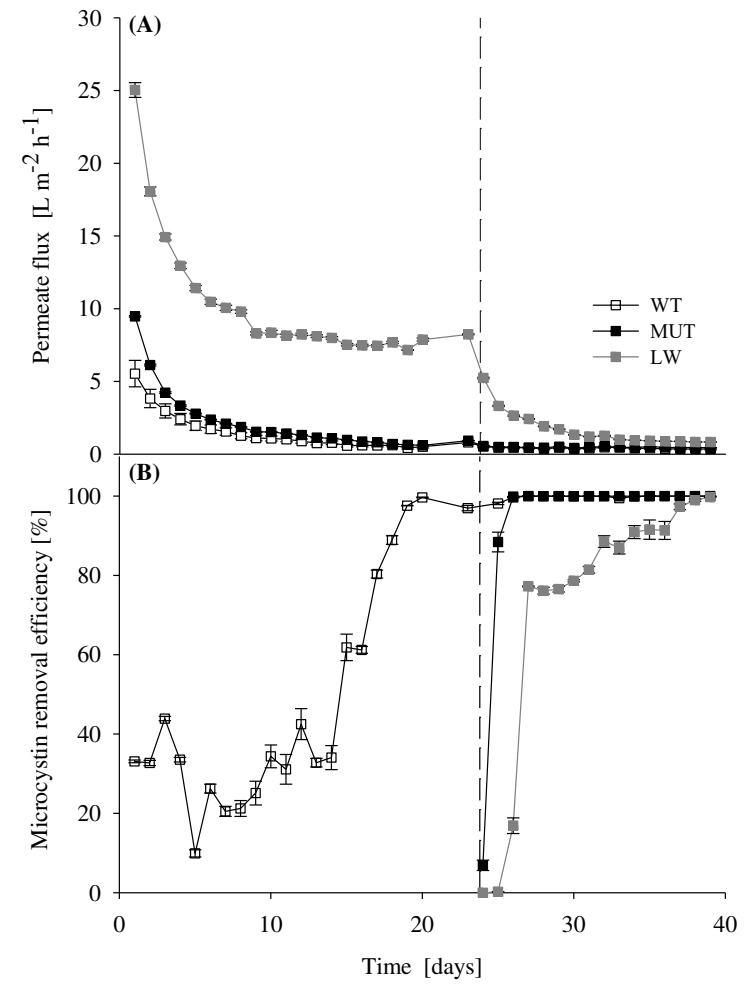 (A)
30
25
20
15
10
5
0
Permeate flux [L m-2 h-1]
WT
MUT
LW
(B)
100
80
60
40
20
0
Microcystin removal efficiency [%]
0 10 20 30 40
Time [days]